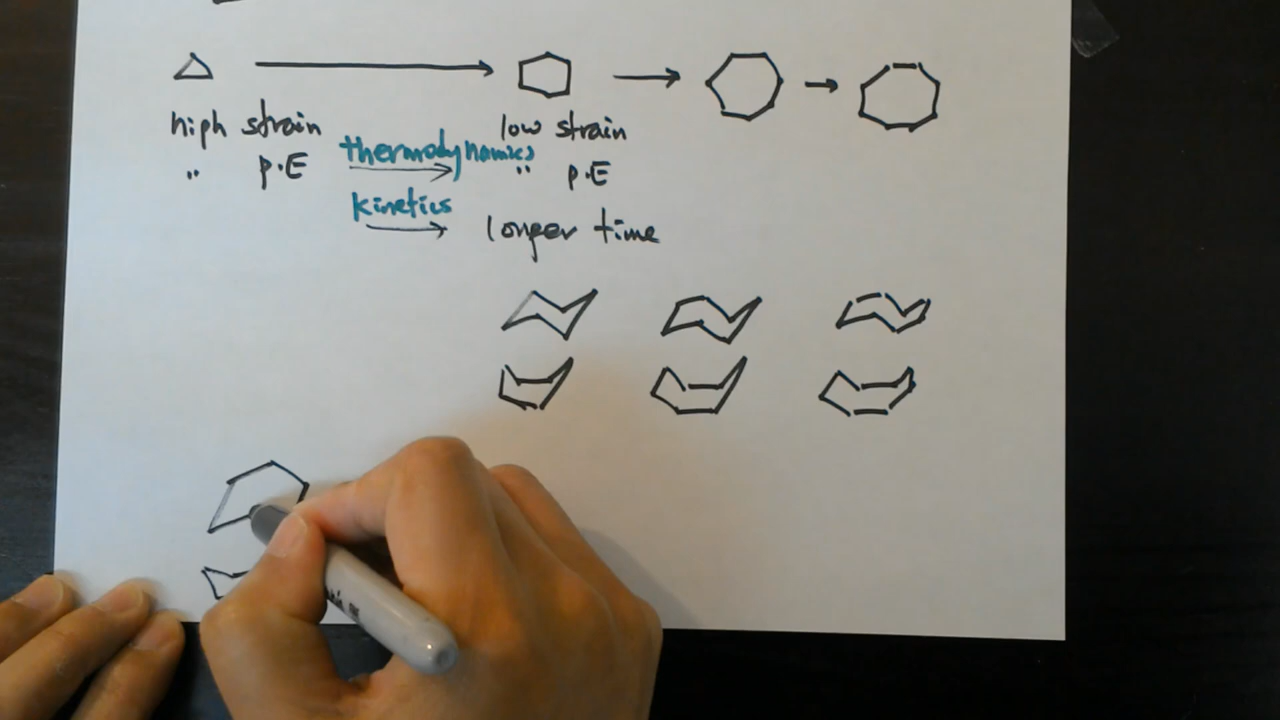 high strain
low strain
" P.E
thermodynamics
" P.E
kinetics
longer time